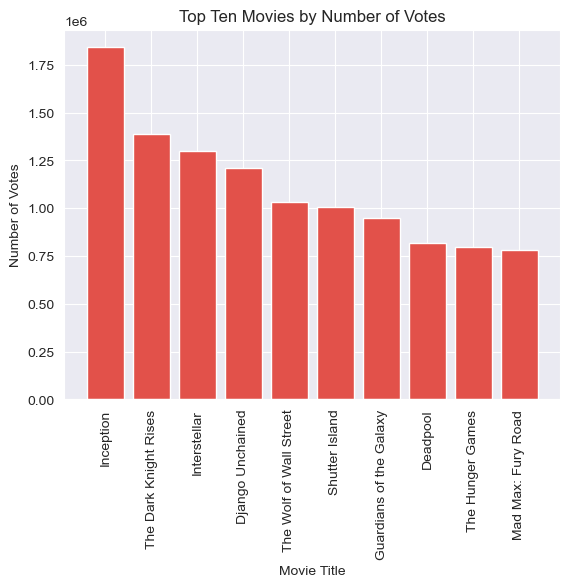 Top Ten Movies by Number of Votes
1e6
1.75
1.50
1.25
1.00
0.75
0.50
0.25
0.00
Number of Votes
Inception
The Dark Knight Rises
Interstellar
Django Unchained
The Wolf of Wall Street
Shutter Island
Guardians of the Galaxy
Deadpool
The Hunger Games
Mad Max: Fury Road
Movie Title